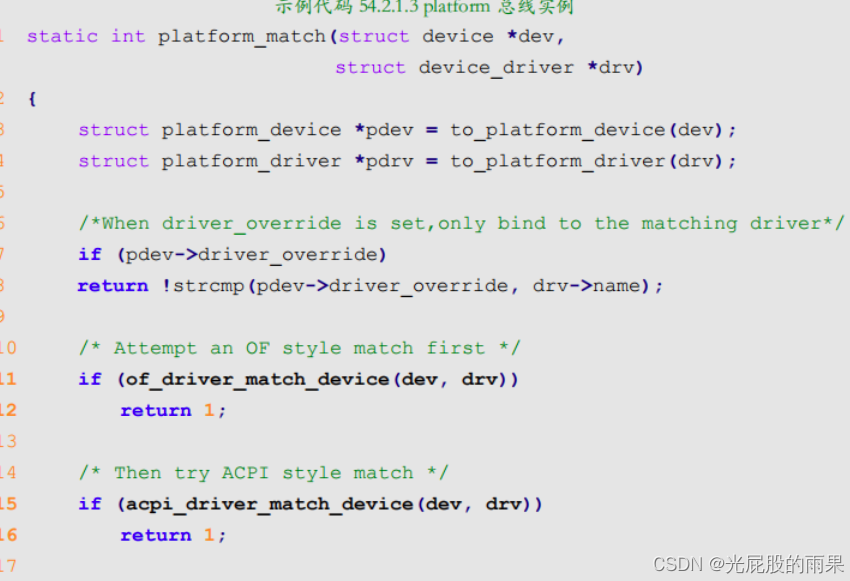 示例代码 54.2.1.3 platform 总线实例
1 static int platform_match(struct device *dev,
struct device_driver *drv)
2 {
3 struct platform_device *pdev = to_platform_device(dev);
4 struct platform_driver *pdrv = to_platform_driver(drv);
5
6 /*When driver_override is set,only bind to the matching driver*/
7 if (pdev->driver_override)
8 return !strcmp(pdev->driver_override, drv->name);
9
10 /* Attempt an OF style match first */
11 if (of_driver_match_device(dev, drv))
12 return 1;
13
14 /* Then try ACPI style match */
15 if (acpi_driver_match_device(dev, drv))
16 return 1;
17
CSDN @光屁股的雨果